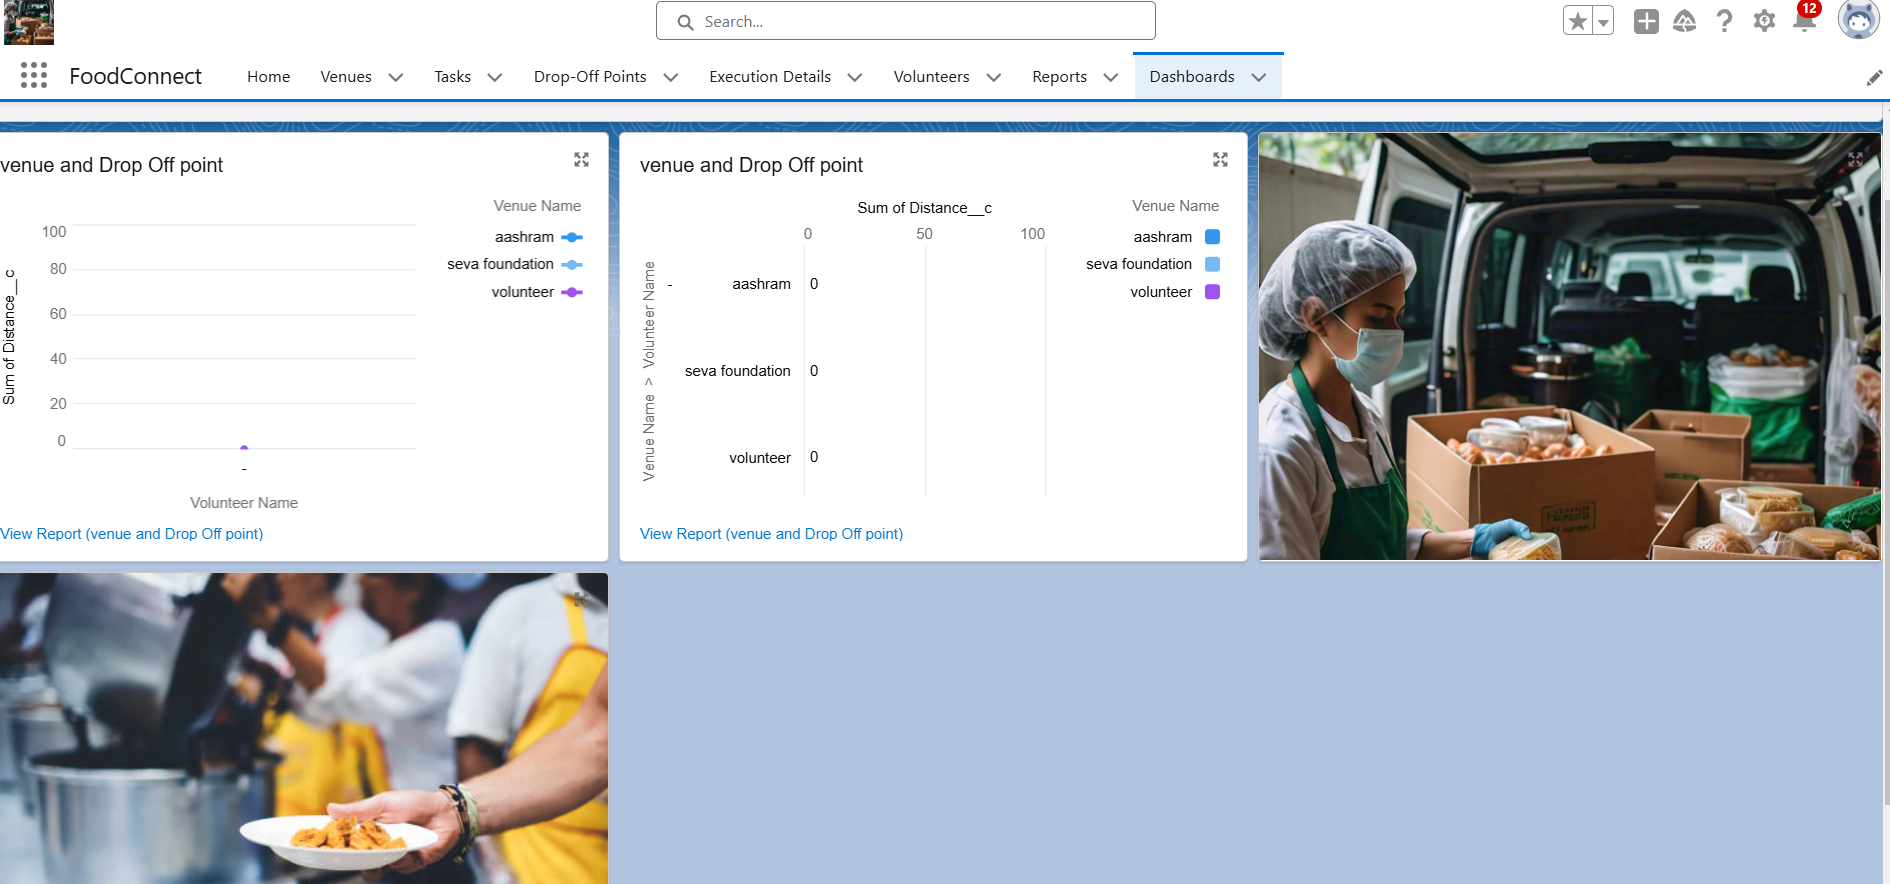 Search...
12
FoodConnect
Home
Venues
Tasks
Drop-Off Points
Execution Details
Volunteers
Reports
Dashboards
venue and Drop Off point
Venue Name
aashram
seva foundation
volunteer
100
80
60
40
20
0
Sum of Distance__c
-
Volunteer Name
View Report (venue and Drop Off point)
venue and Drop Off point
Sum of Distance__c
0
50
100
Venue Name
aashram
seva foundation
volunteer
Venue Name > Volunteer Name
-
aashram
0
seva foundation
0
volunteer
0
View Report (venue and Drop Off point)